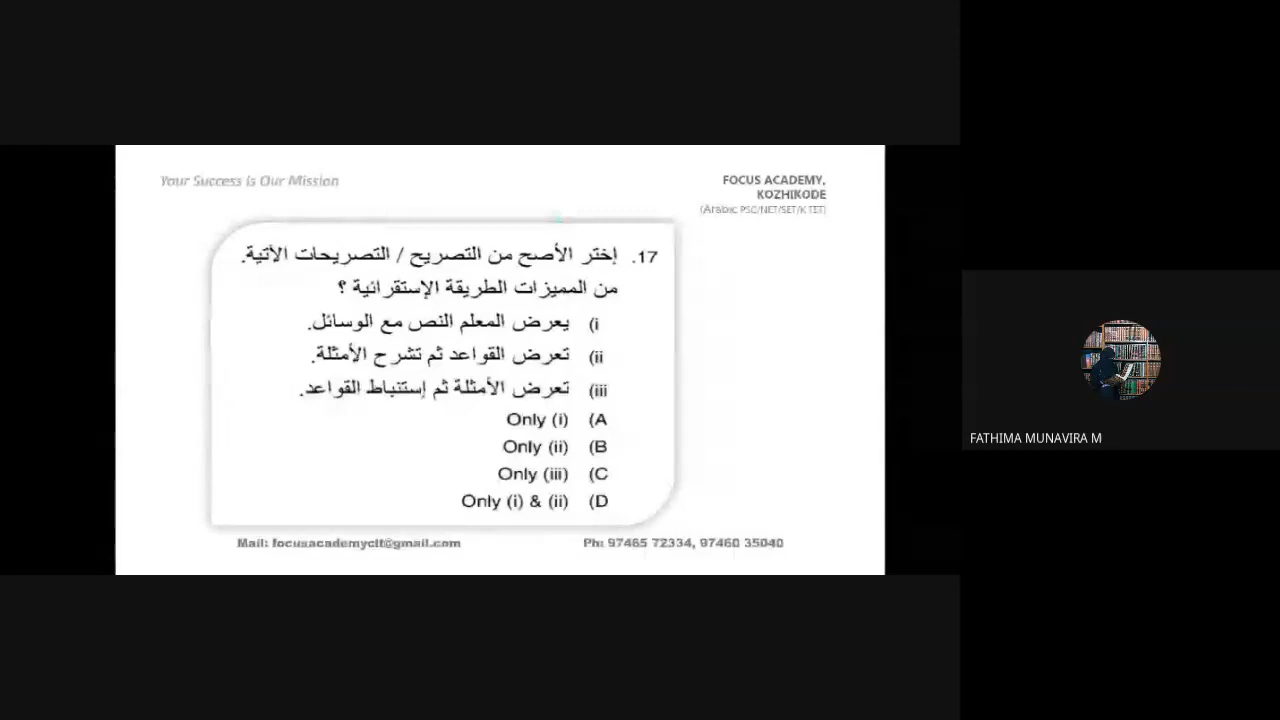 Your Success is Our Mission
FOCUS ACADEMY,
KOZHIKODE
(Arabic PSC/NET/SET/K TET)
17. إختر الأصح من التصريح / التصريحات الآتية.
من المميزات الطريقة الإستقرائية ؟
i) يعرض المعلم النص مع الوسائل.
ii) تعرض القواعد ثم تشرح الأمثلة.
iii) تعرض الأمثلة ثم إستنباط القواعد.
A) Only (i)
B) Only (ii)
C) Only (iii)
D) Only (i) & (ii)
Mail: focusacademyclt@gmail.com
Ph: 97465 72334, 97460 35040
FATHIMA MUNAVIRA M